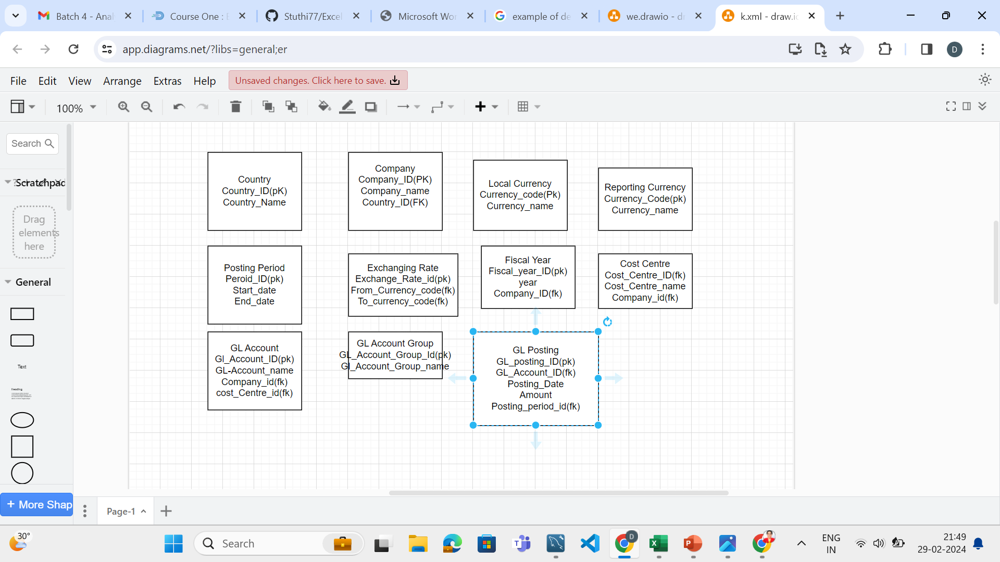 Batch 4 - Anal
Course One : E
Stuthi77/Excel
Microsoft Wor
example of de
we.drawio - dr
k.xml - draw.io
app.diagrams.net/?libs=general;er
D
File Edit View Arrange Extras Help
Unsaved changes. Click here to save.
100%
Search
Scratchpad
Drag
elements
here
General
Text
Heading
+ More Shap
Country
Country_ID(pK)
Country_Name
Company
Company_ID(PK)
Company_name
Country_ID(FK)
Local Currency
Currency_code(Pk)
Currency_name
Reporting Currency
Currency_Code(pk)
Currency_name
Posting Period
Peroid_ID(pk)
Start_date
End_date
Exchanging Rate
Exchange_Rate_id(pk)
From_Currency_code(fk)
To_currency_code(fk)
Fiscal Year
Fiscal_year_ID(pk)
year
Company_ID(fk)
Cost Centre
Cost_Centre_ID(fk)
Cost_Centre_name
Company_id(fk)
GL Account
Gl_Account_ID(pk)
GL-Account_name
Company_id(fk)
cost_Centre_id(fk)
GL Account Group
GL_Account_Group_Id(pk)
Gl_Account_Group_name
GL Posting
GL_posting_ID(pk)
GL_Account_ID(fk)
Posting_Date
Amount
Posting_period_id(fk)
Page-1
30°
Search
D
ENG
IN
21:49
29-02-2024